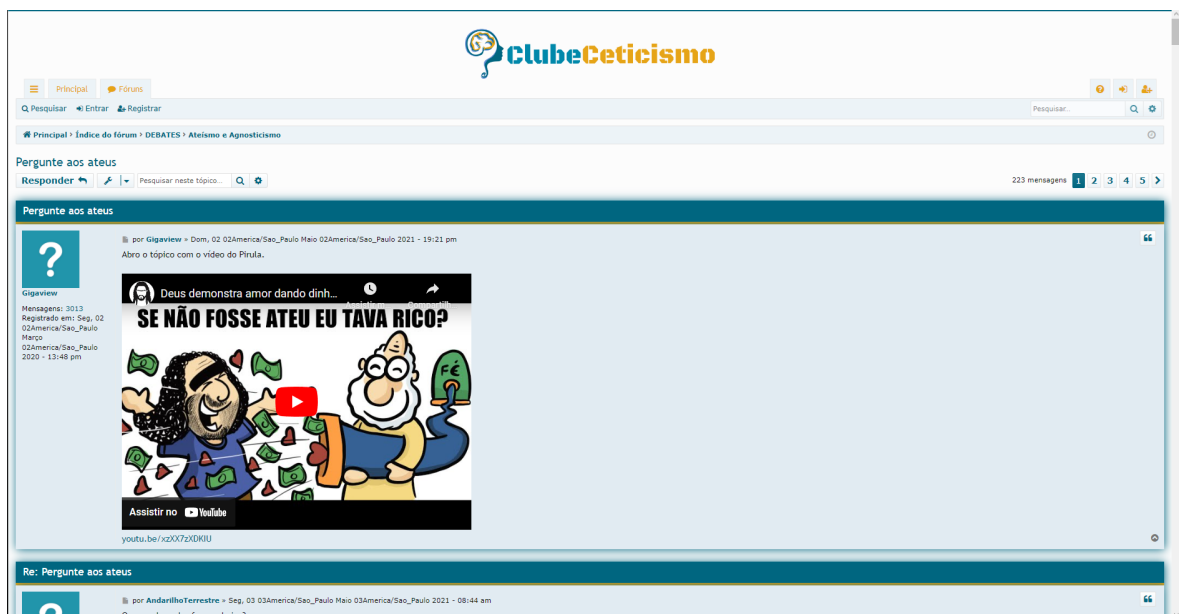 ClubeCeticismo
Principal Fóruns
Pesquisar Entrar Registrar
Pesquisar...
Principal › Índice do fórum › DEBATES › Ateísmo e Agnosticismo
Pergunte aos ateus
Responder
Pesquisar neste tópico...
223 mensagens 1 2 3 4 5
Pergunte aos ateus
?
Gigaview
Mensagens: 3013
Registrado em: Seg, 02
02America/Sao_Paulo
Março
02America/Sao_Paulo
2020 - 13:48 pm
por Gigaview » Dom, 02 02America/Sao_Paulo Maio 02America/Sao_Paulo 2021 - 19:21 pm
Abro o tópico com o vídeo do Pirula.
Deus demonstra amor dando dinh...
SE NÃO FOSSE ATEU EU TAVA RICO?
FÉ
Assistir no YouTube
youtu.be/xzXX7zXDKIU
Re: Pergunte aos ateus
por AndarilhoTerrestre » Seg, 03 03America/Sao_Paulo Maio 03America/Sao_Paulo 2021 - 08:44 am